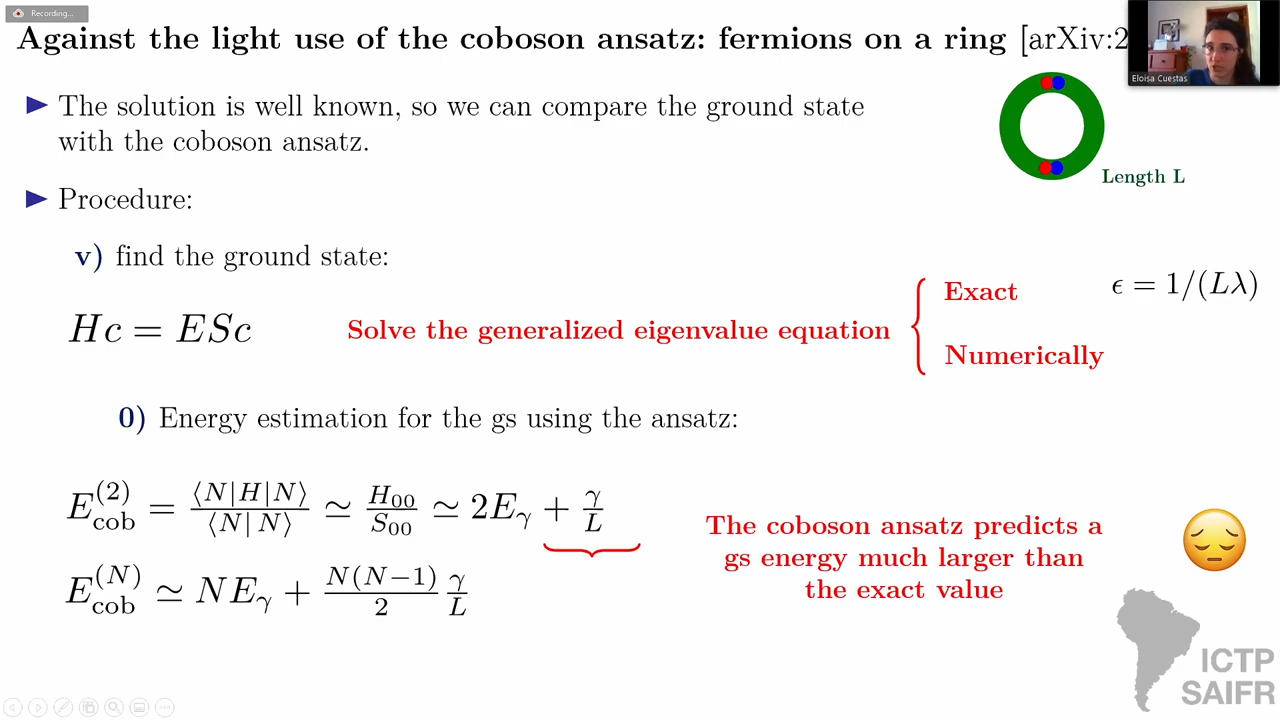 Recording...
Against the light use of the coboson ansatz: fermions on a ring [arXiv:2
Eloisa Cuestas
▶ The solution is well known, so we can compare the ground state
with the coboson ansatz.
Length L
▶ Procedure:
v) find the ground state:
Hc = ESc
Solve the generalized eigenvalue equation
Exact
Numerically
ϵ = 1/(Lλ)
0) Energy estimation for the gs using the ansatz:
E_cob^(2) = ⟨N|H|N⟩/⟨N|N⟩ ≃ H₀₀/S₀₀ ≃ 2E_γ + γ/L
E_cob^(N) ≃ NE_γ + N(N−1)/2 γ/L
The coboson ansatz predicts a
gs energy much larger than
the exact value
ICTP
SAIFR